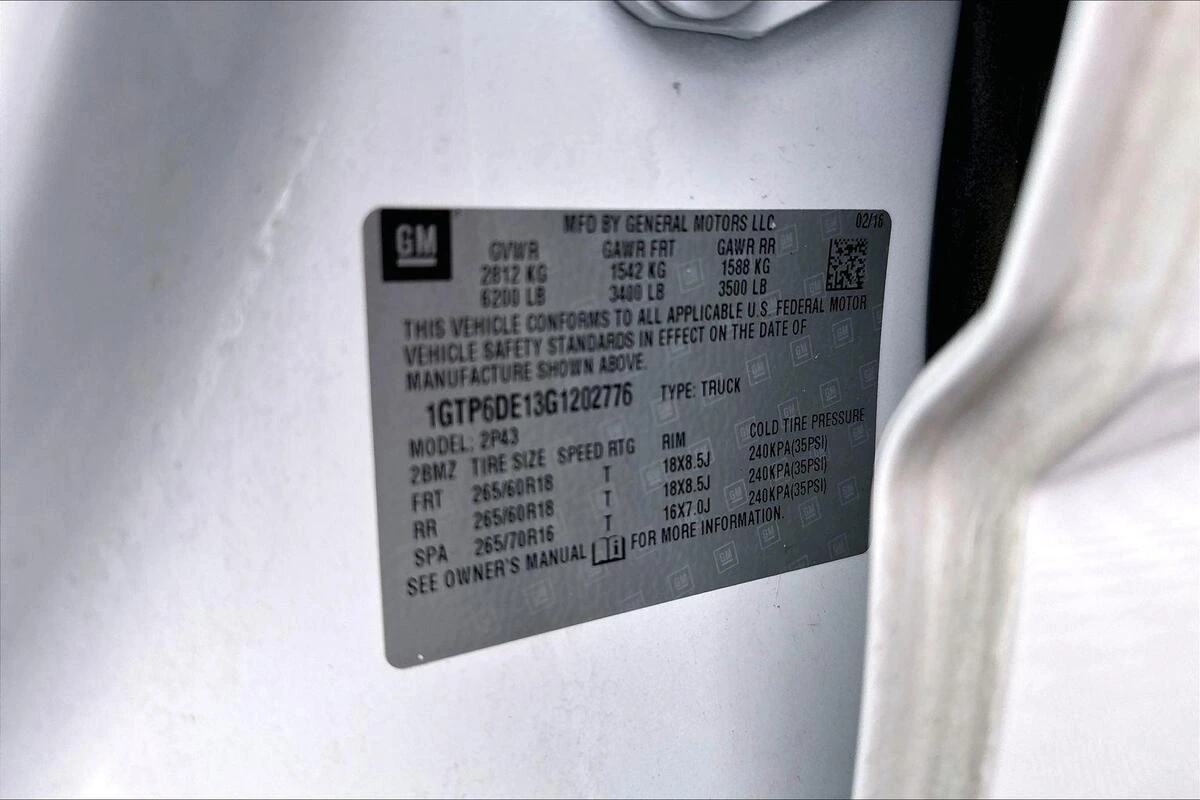 GM
MFD BY GENERAL MOTORS LLC 02/16
GVWR GAWR FRT GAWR RR
2812 KG 1542 KG 1588 KG
6200 LB 3400 LB 3500 LB
THIS VEHICLE CONFORMS TO ALL APPLICABLE U.S. FEDERAL MOTOR
VEHICLE SAFETY STANDARDS IN EFFECT ON THE DATE OF
MANUFACTURE SHOWN ABOVE.
1GTP6DE13G1202776 TYPE: TRUCK
MODEL: 2P43
2BMZ TIRE SIZE SPEED RTG RIM COLD TIRE PRESSURE
FRT 265/60R18 T 18X8.5J 240KPA(35PSI)
RR 265/60R18 T 18X8.5J 240KPA(35PSI)
SPA 265/70R16 T 16X7.0J 240KPA(35PSI)
SEE OWNER'S MANUAL FOR MORE INFORMATION.